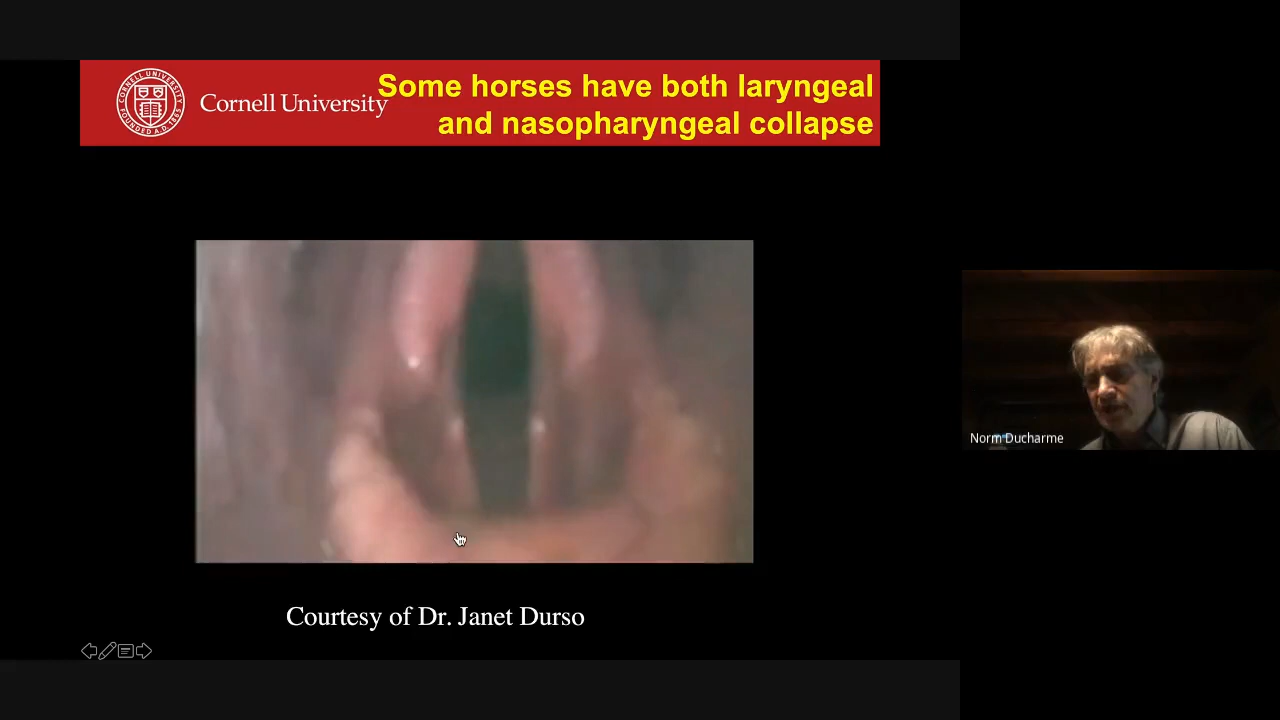 Cornell University
Some horses have both laryngeal
and nasopharyngeal collapse
Norm Ducharme
Courtesy of Dr. Janet Durso